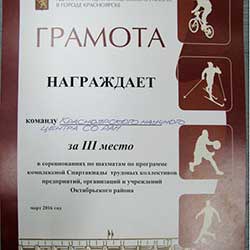 В ГОРОДЕ КРАСНОЯРСКЕ
ГРАМОТА
НАГРАЖДАЕТ
команду Красноярского научного
центра СО РАН
за III место
в соревнованиях по шахматам по программе
комплексной Спартакиады трудовых коллективов
предприятий, организаций и учреждений
Октябрьского района
март 2016 год